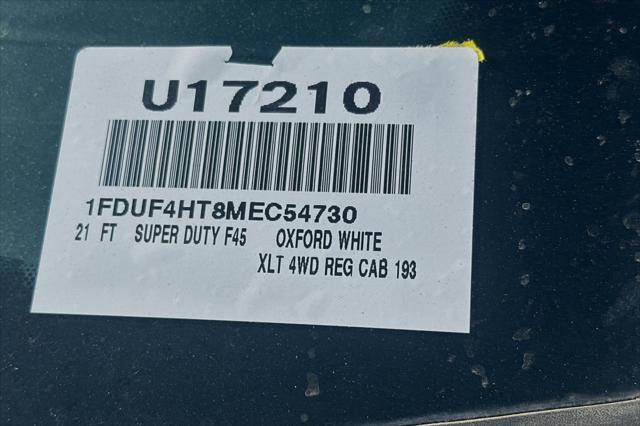 U17210
1FDUF4HT8MEC54730
21 FT SUPER DUTY F45 OXFORD WHITE
XLT 4WD REG CAB 193